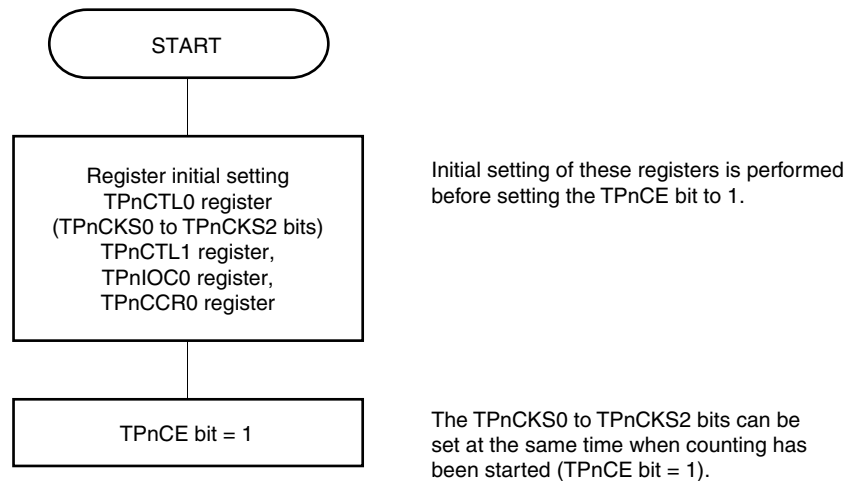 START
Register initial setting
TPnCTL0 register
(TPnCKS0 to TPnCKS2 bits)
TPnCTL1 register,
TPnIOC0 register,
TPnCCR0 register
Initial setting of these registers is performed
before setting the TPnCE bit to 1.
TPnCE bit = 1
The TPnCKS0 to TPnCKS2 bits can be
set at the same time when counting has
been started (TPnCE bit = 1).